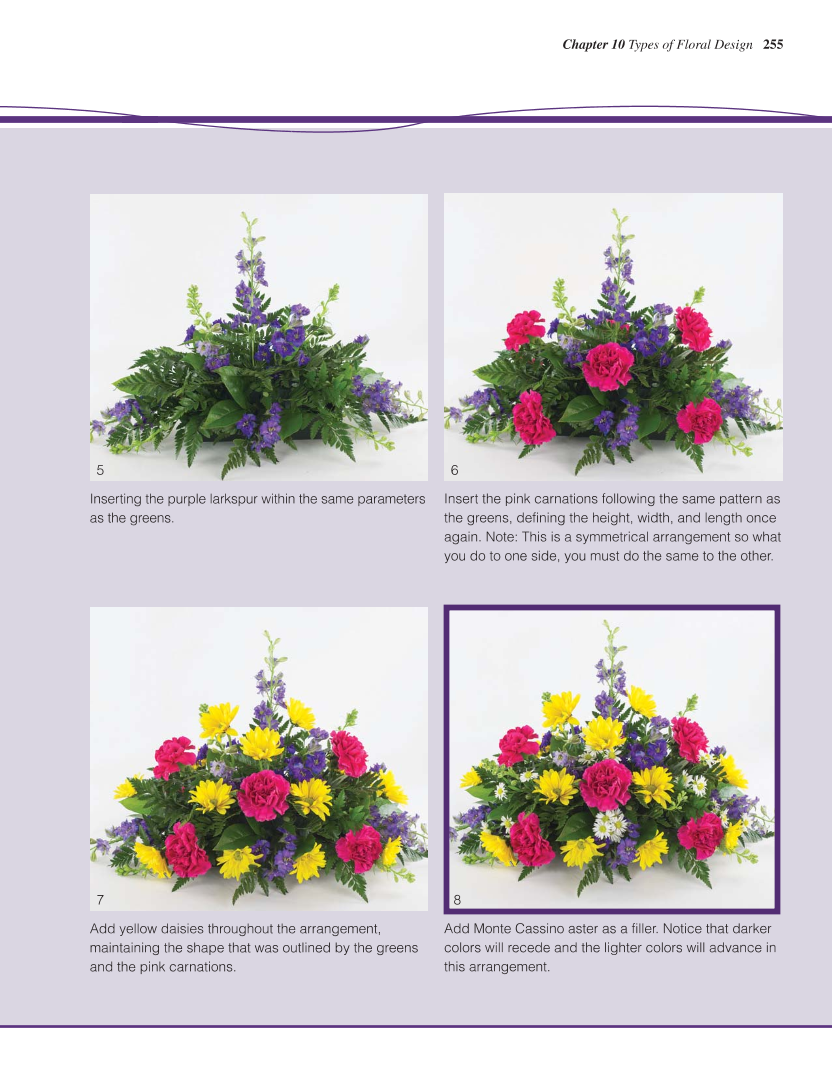 Chapter 10 Types of Floral Design 255
5
Inserting the purple larkspur within the same parameters
as the greens.
6
Insert the pink carnations following the same pattern as
the greens, defining the height, width, and length once
again. Note: This is a symmetrical arrangement so what
you do to one side, you must do the same to the other.
7
Add yellow daisies throughout the arrangement,
maintaining the shape that was outlined by the greens
and the pink carnations.
8
Add Monte Cassino aster as a filler. Notice that darker
colors will recede and the lighter colors will advance in
this arrangement.